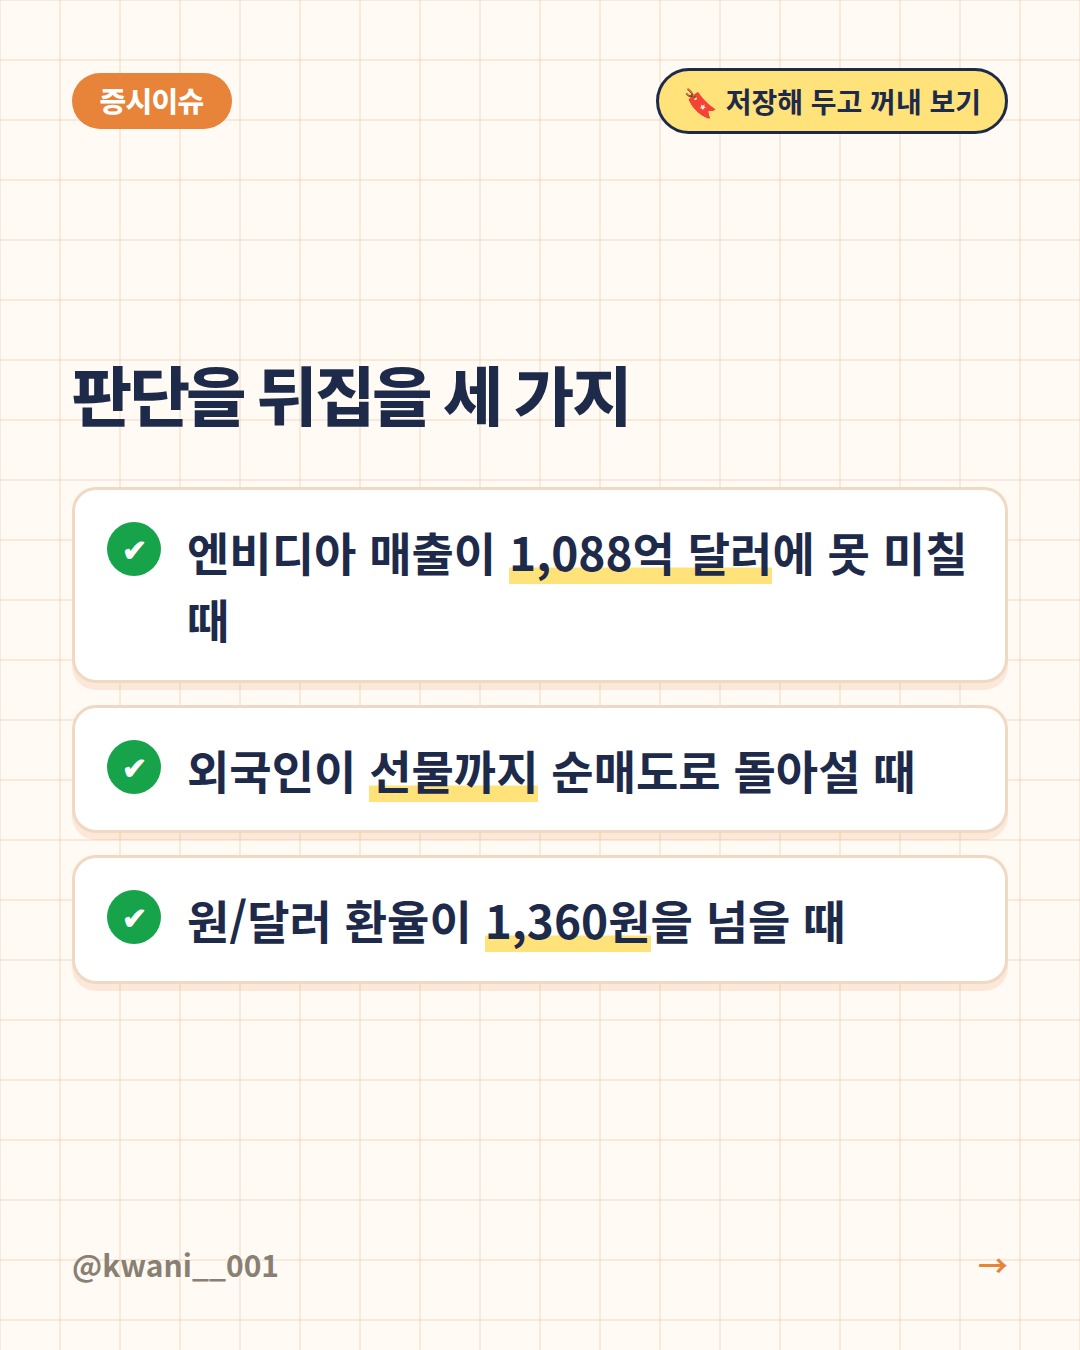 증시이슈
🔖 저장해 두고 꺼내 보기
판단을 뒤집을 세 가지
✔ 엔비디아 매출이 1,088억 달러에 못 미칠
때
✔ 외국인이 선물까지 순매도로 돌아설 때
✔ 원/달러 환율이 1,360원을 넘을 때
@kwani__001
→